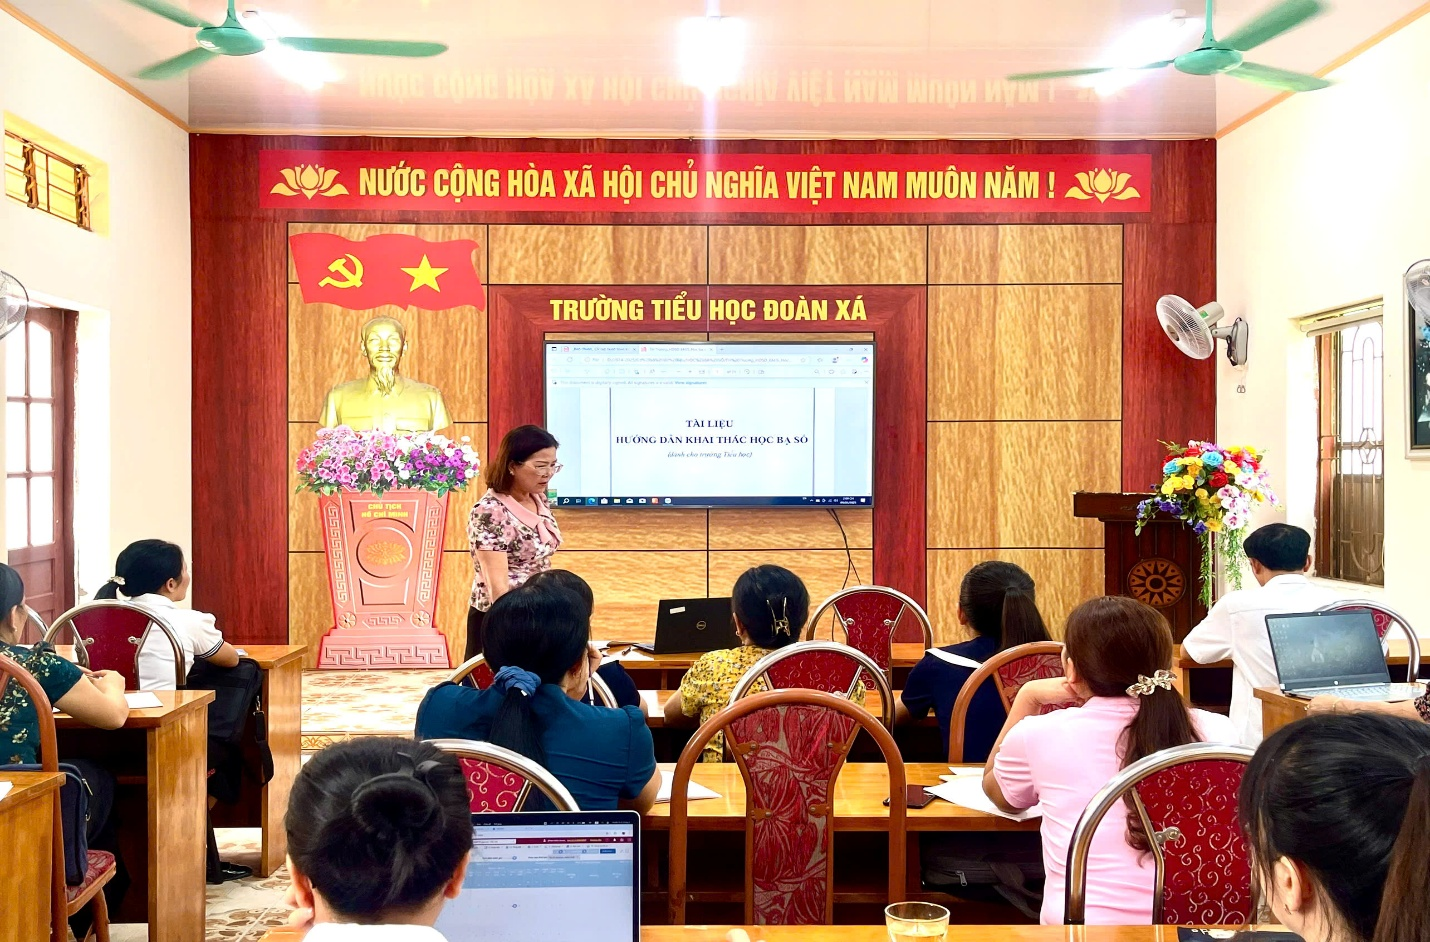 NƯỚC CỘNG HÒA XÃ HỘI CHỦ NGHĨA VIỆT NAM MUÔN NĂM !
TRƯỜNG TIỂU HỌC ĐOÀN XÁ
TÀI LIỆU
HƯỚNG DẪN KHAI THÁC HỌC BẠ SỐ
(dành cho trường Tiểu học)
CHỦ TỊCH
HỒ CHÍ MINH
DELL